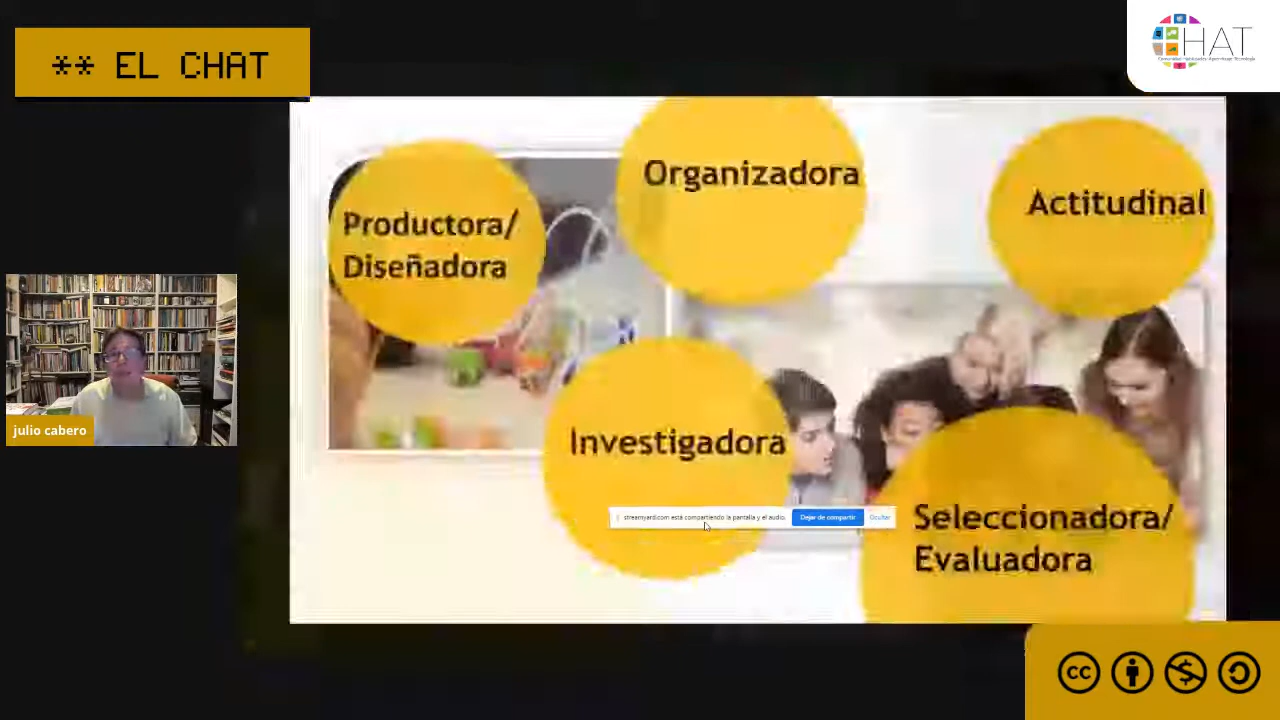 ** EL CHAT
HAT
Organizadora
Actitudinal
Productora/
Diseñadora
Investigadora
julio cabero
streamyard.com está compartiendo la pantalla y el audio.
Dejar de compartir
Ocultar
Seleccionadora/
Evaluadora
cc